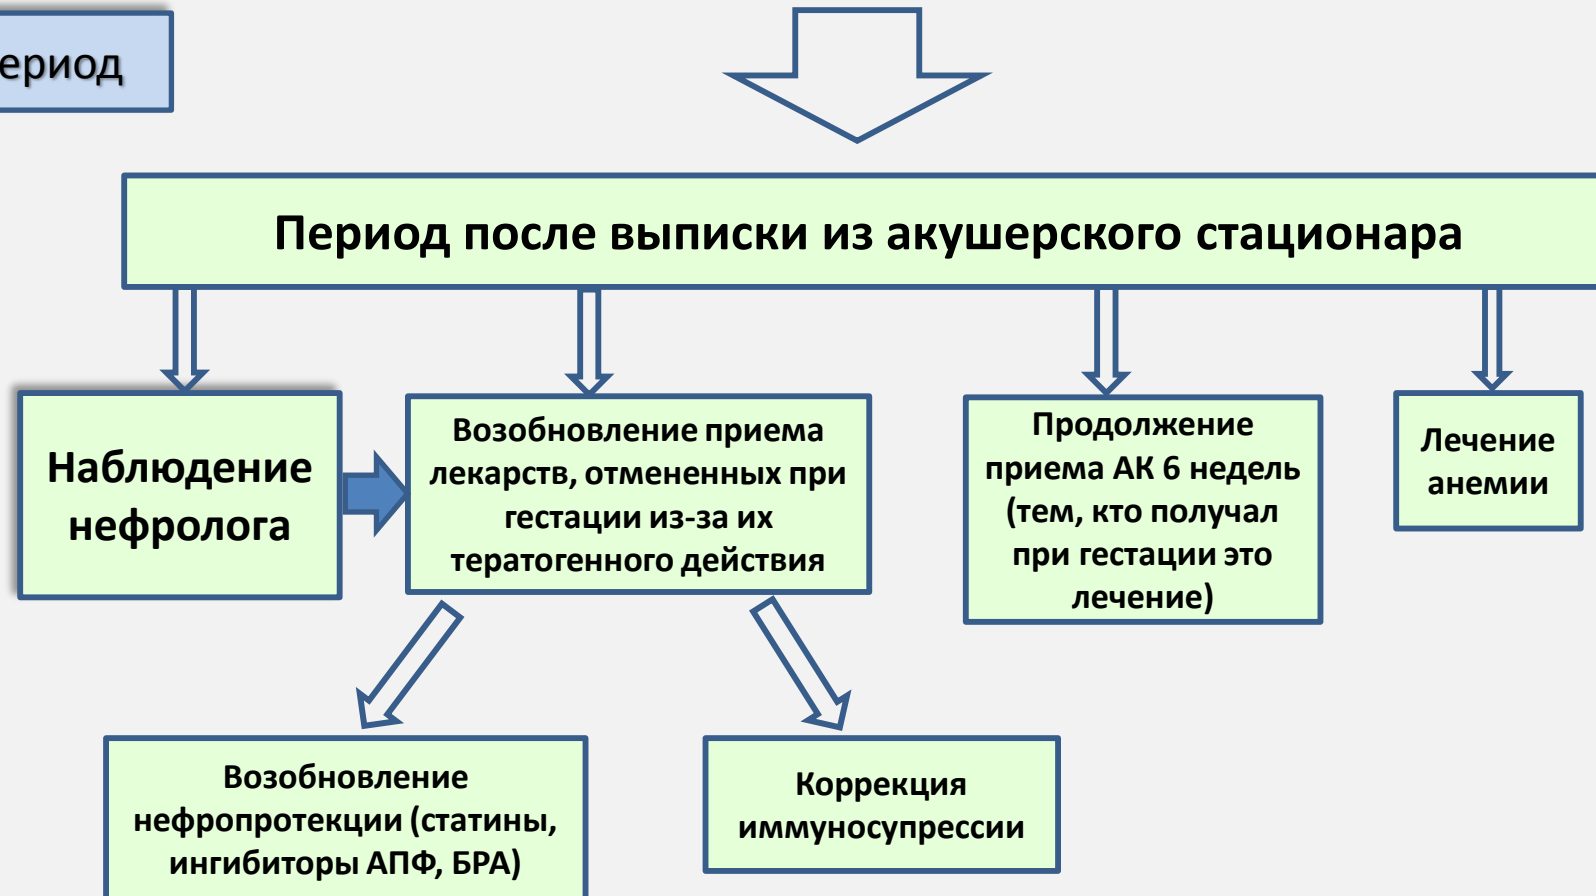 ериод
Период после выписки из акушерского стационара
Наблюдение
нефролога
Возобновление приема
лекарств, отмененных при
гестации из-за их
тератогенного действия
Продолжение
приема АК 6 недель
(тем, кто получал
при гестации это
лечение)
Лечение
анемии
Возобновление
нефропротекции (статины,
ингибиторы АПФ, БРА)
Коррекция
иммуносупрессии